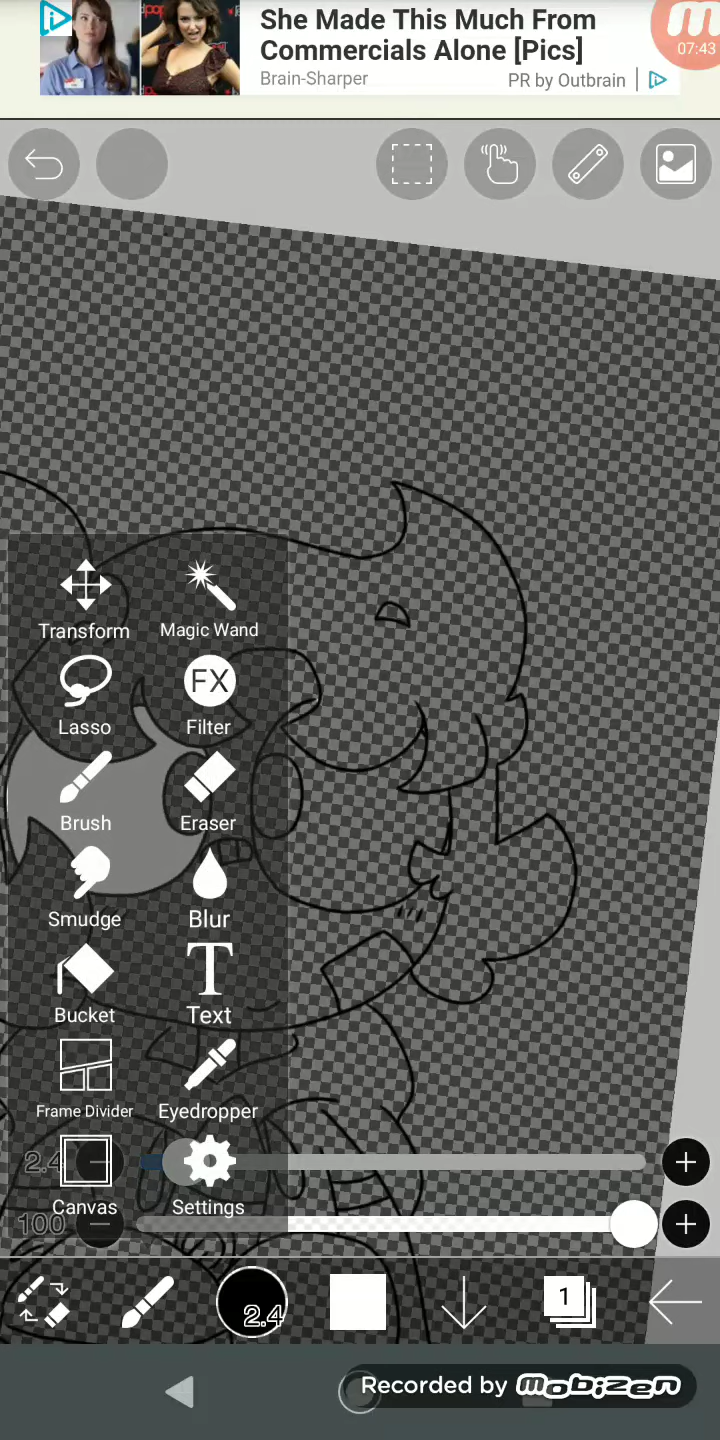 She Made This Much From
Commercials Alone [Pics]
Brain-Sharper
PR by Outbrain
07:43
Transform
Magic Wand
FX
Lasso
Filter
Brush
Eraser
Smudge
Blur
T
Bucket
Text
Frame Divider
Eyedropper
2.4
Canvas
Settings
100
2.4
1
Recorded by mobizen